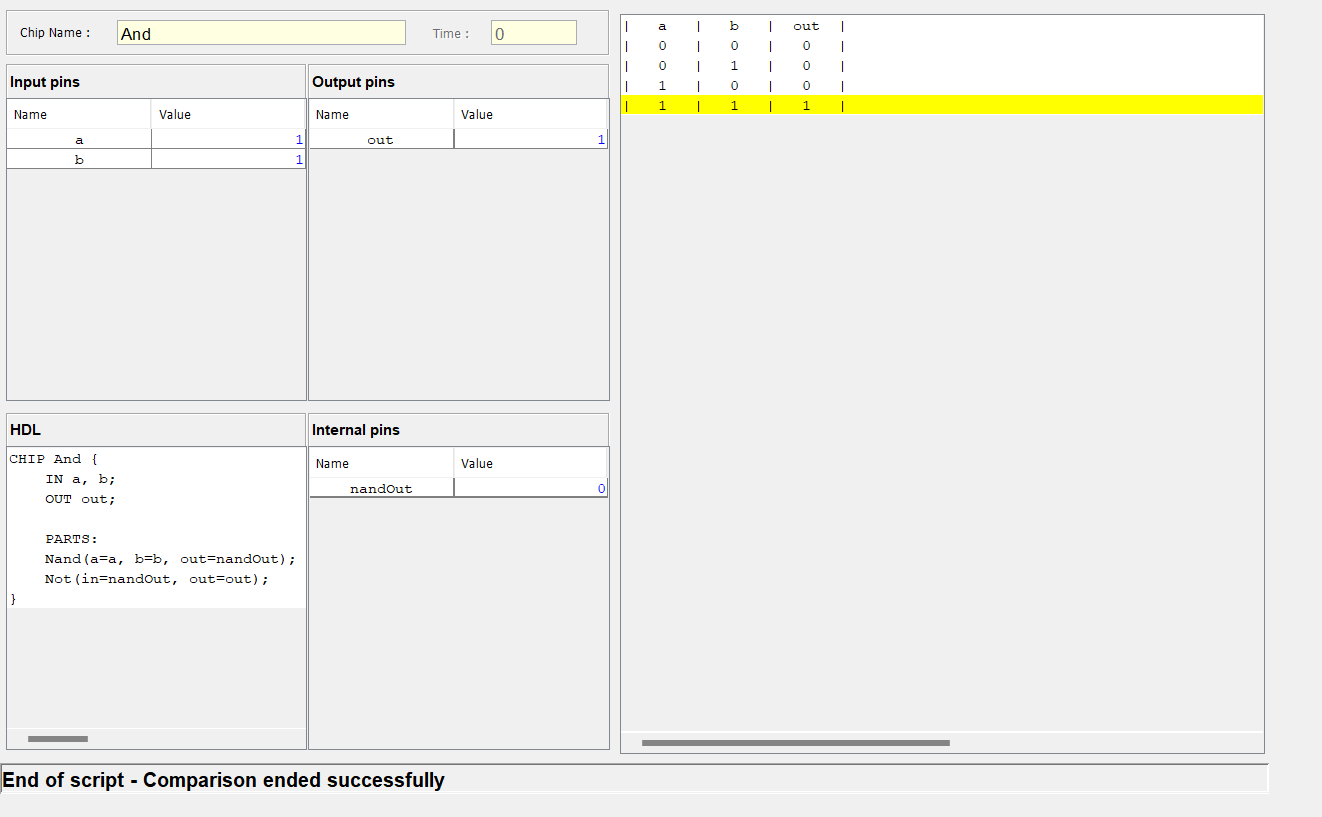 Chip Name : And Time : 0
Input pins
Name Value
a 1
b 1
Output pins
Name Value
out 1
HDL
CHIP And {
    IN a, b;
    OUT out;
    PARTS:
    Nand(a=a, b=b, out=nandOut);
    Not(in=nandOut, out=out);
}
Internal pins
Name Value
nandOut 0
| a | b | out |
| 0 | 0 | 0 |
| 0 | 1 | 0 |
| 1 | 0 | 0 |
| 1 | 1 | 1 |
End of script - Comparison ended successfully